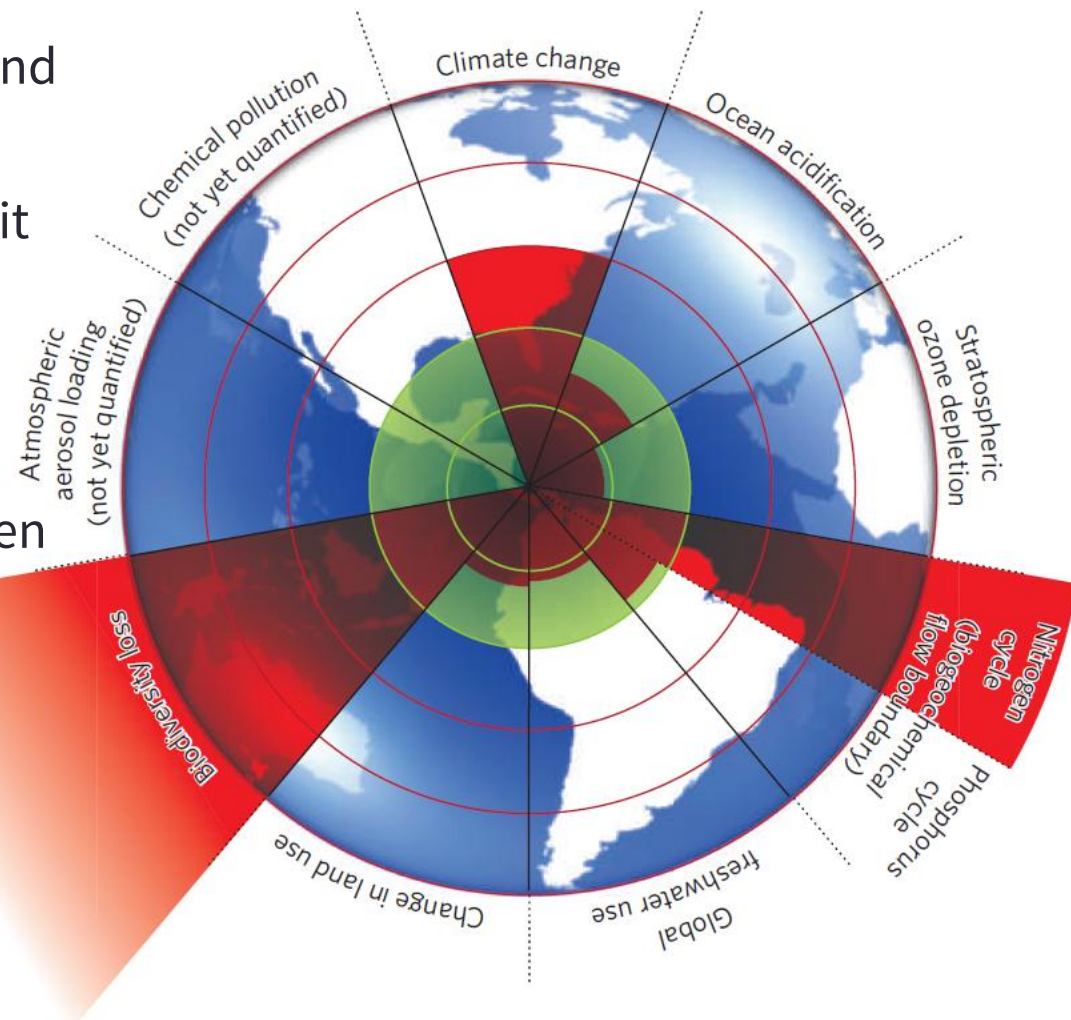 nd
it
en
Climate change
Ocean acidification
Stratospheric
ozone depletion
Nitrogen
cycle
(biogeochemical
flow boundary)
Phosphorus
cycle
Global
freshwater use
Change in land use
Biodiversity loss
Atmospheric
aerosol loading
(not yet quantified)
Chemical pollution
(not yet quantified)